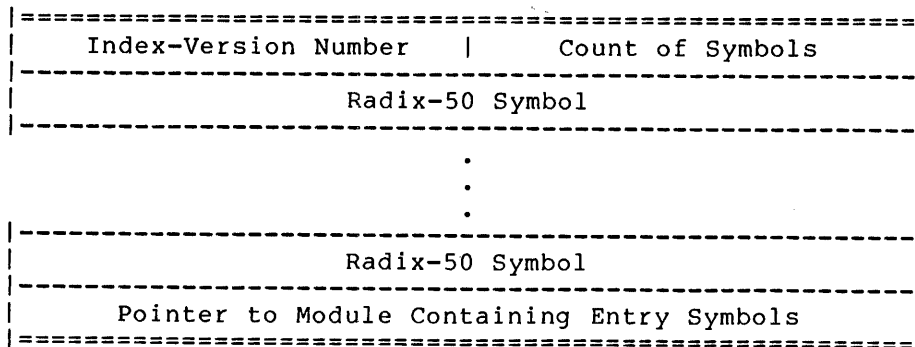 |=======================================================
| Index-Version Number | Count of Symbols
|-------------------------------------------------------
| Radix-50 Symbol
|-------------------------------------------------------
.
.
.
|-------------------------------------------------------
| Radix-50 Symbol
|-------------------------------------------------------
| Pointer to Module Containing Entry Symbols
|=======================================================